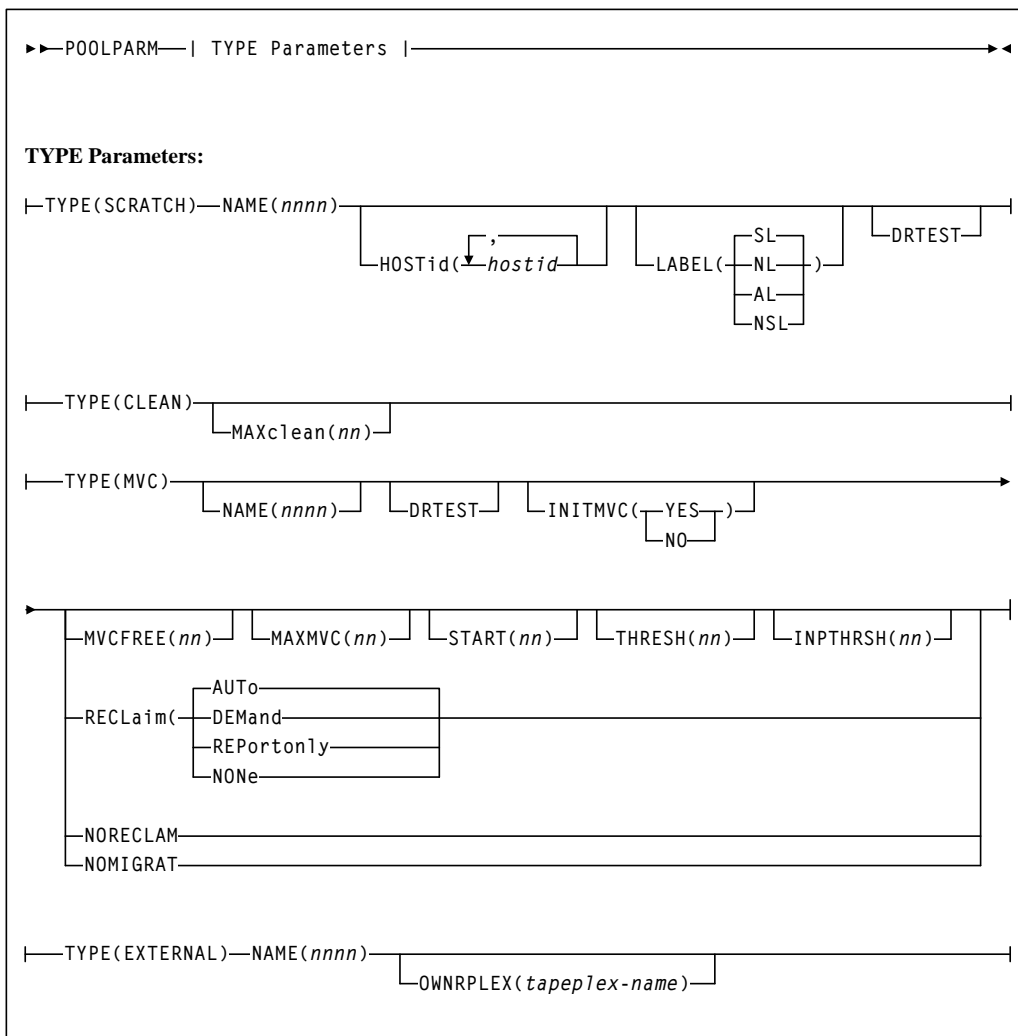 POOLPARM | TYPE Parameters |
TYPE Parameters:
TYPE(SCRATCH) NAME(nnnn)
HOSTid( , hostid )
LABEL( SL
NL )
AL
NSL
DRTEST
TYPE(CLEAN)
MAXclean(nn)
TYPE(MVC)
NAME(nnnn) DRTEST INITMVC( YES )
NO
MVCFREE(nn) MAXMVC(nn) START(nn) THRESH(nn) INPTHRSH(nn)
AUTo
RECLaim( DEMand
REPortonly
NONe
NORECLAM
NOMIGRAT
TYPE(EXTERNAL) NAME(nnnn)
OWNRPLEX(tapeplex-name)